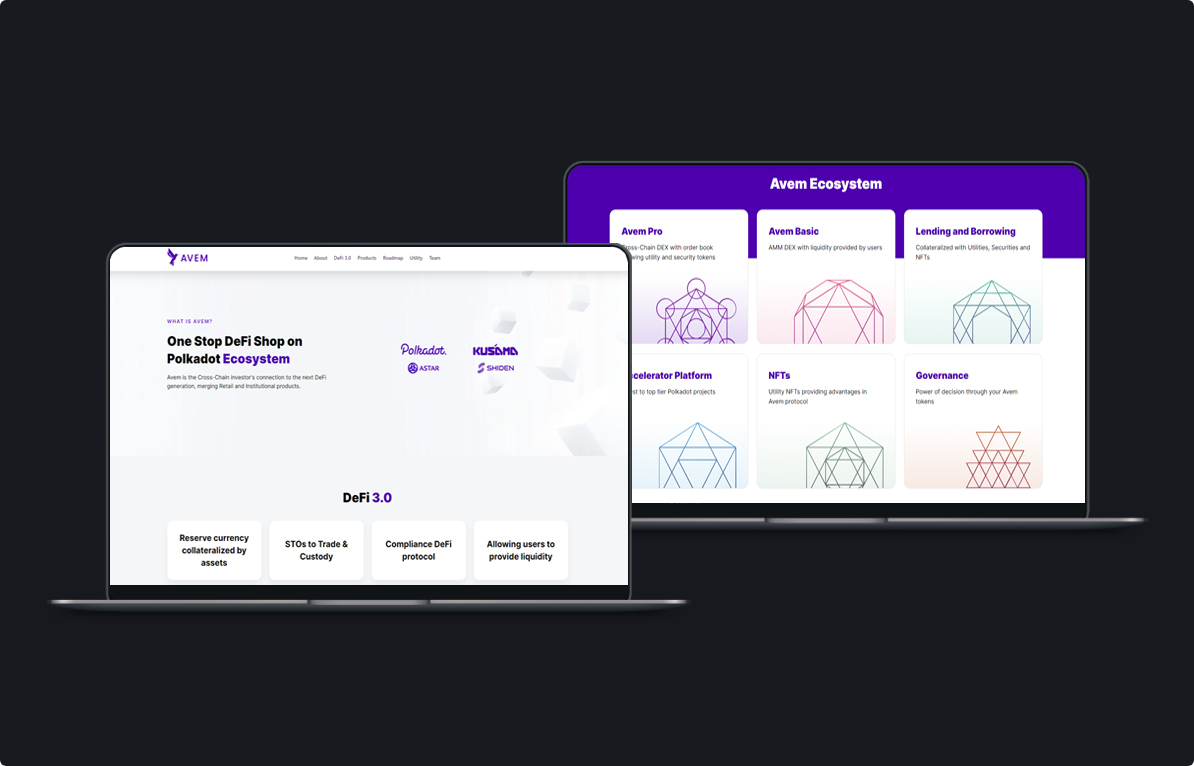 AVEM
Home About DeFi 3.0 Products Roadmap Utility Team
WHAT IS AVEM?
One Stop DeFi Shop on
Polkadot Ecosystem
Avem is the Cross-Chain investor's connection to the next DeFi
generation, merging Retail and Institutional products.
Polkadot.
KUSAMA
ASTAR
SHIDEN
DeFi 3.0
Reserve currency
collateralized by
assets
STOs to Trade &
Custody
Compliance DeFi
protocol
Allowing users to
provide liquidity
Avem Ecosystem
Avem Pro
Cross-Chain DEX with order book
utility and security tokens
Avem Basic
AMM DEX with liquidity provided by users
Lending and Borrowing
Collateralized with Utilities, Securities and
NFTs
Platform
to top tier Polkadot projects
NFTs
Utility NFTs providing advantages in
Avem protocol
Governance
Power of decision through your Avem
tokens